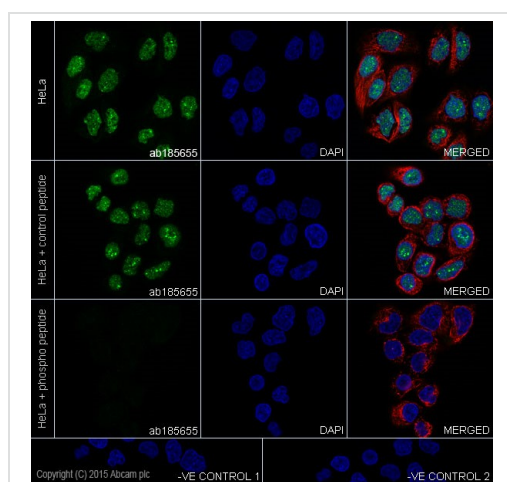 HeLa
ab185655
DAPI
MERGED
HeLa + control peptide
ab185655
DAPI
MERGED
HeLa + phospho peptide
ab185655
DAPI
MERGED
Copyright (C) 2015 Abcam plc
-VE CONTROL 1
-VE CONTROL 2